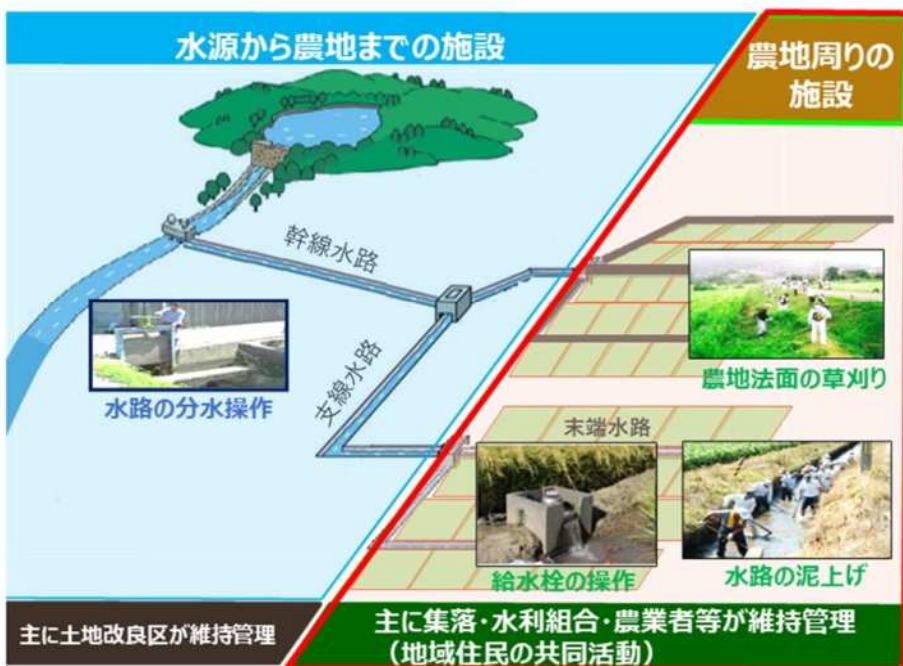 水源から農地までの施設
農地周りの
施設
幹線水路
支線水路
水路の分水操作
農地法面の草刈り
末端水路
給水栓の操作
水路の泥上げ
主に土地改良区が維持管理
主に集落・水利組合・農業者等が維持管理
(地域住民の共同活動)